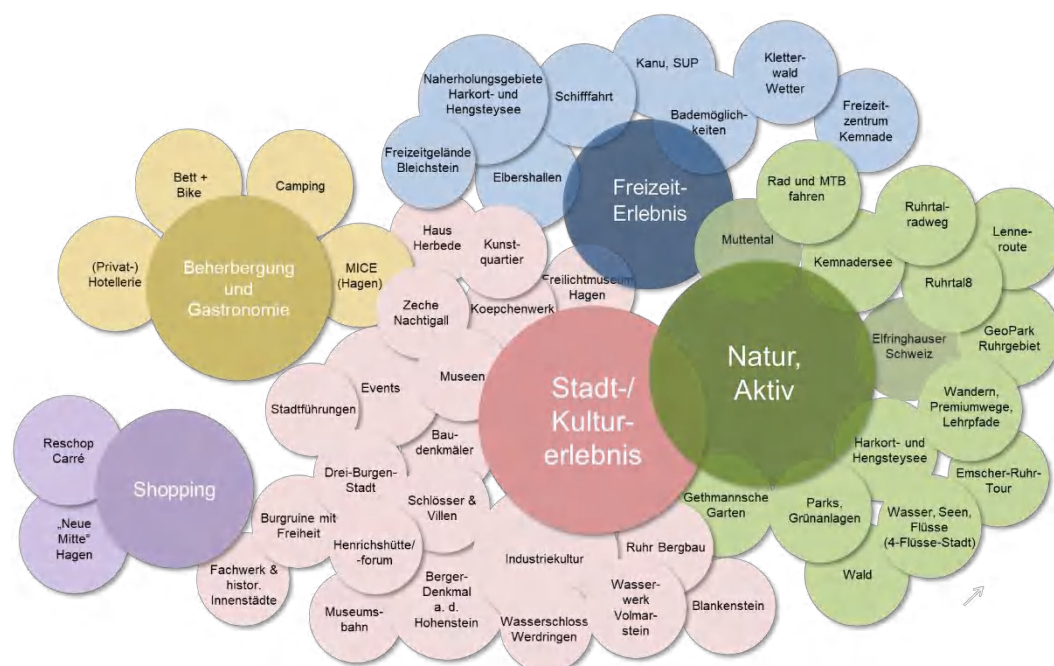 Naherholungsgebiete
Harkort- und
Hengsteysee
Schifffahrt
Kanu, SUP
Bademöglich-
keiten
Kletter-
wald
Wetter
Freizeit-
zentrum
Kemnade
Freizeitgelände
Bleichstein
Elbershallen
Freizeit-
Erlebnis
Bett +
Bike
Camping
(Privat-)
Hotellerie
MICE
(Hagen)
Beherbergung
und
Gastronomie
Rad und MTB
fahren
Ruhrtal-
radweg
Lenne-
route
Muttental
Kemnadersee
Ruhrtal8
Elfringhauser
Schweiz
GeoPark
Ruhrgebiet
Natur,
Aktiv
Wandern,
Premiumwege,
Lehrpfade
Harkort- und
Hengsteysee
Emscher-Ruhr-
Tour
Gethmannsche
Garten
Parks,
Grünanlagen
Wasser, Seen,
Flüsse
(4-Flüsse-Stadt)
Wald
Haus
Herbede
Kunst-
quartier
Freilichtmuseum
Hagen
Zeche
Nachtigall
Koepchenwerk
Events
Museen
Stadtführungen
Stadt-/
Kultur-
erlebnis
Bau-
denkmäler
Drei-Burgen-
Stadt
Schlösser &
Villen
Burgruine mit
Freiheit
Henrichshütte/
-forum
Industriekultur
Ruhr Bergbau
Fachwerk &
histor.
Innenstädte
Museums-
bahn
Berger-
Denkmal
a. d.
Hohenstein
Wasserschloss
Werdringen
Wasser-
werk
Volmar-
stein
Blankenstein
Reschop
Carré
Shopping
„Neue
Mitte"
Hagen